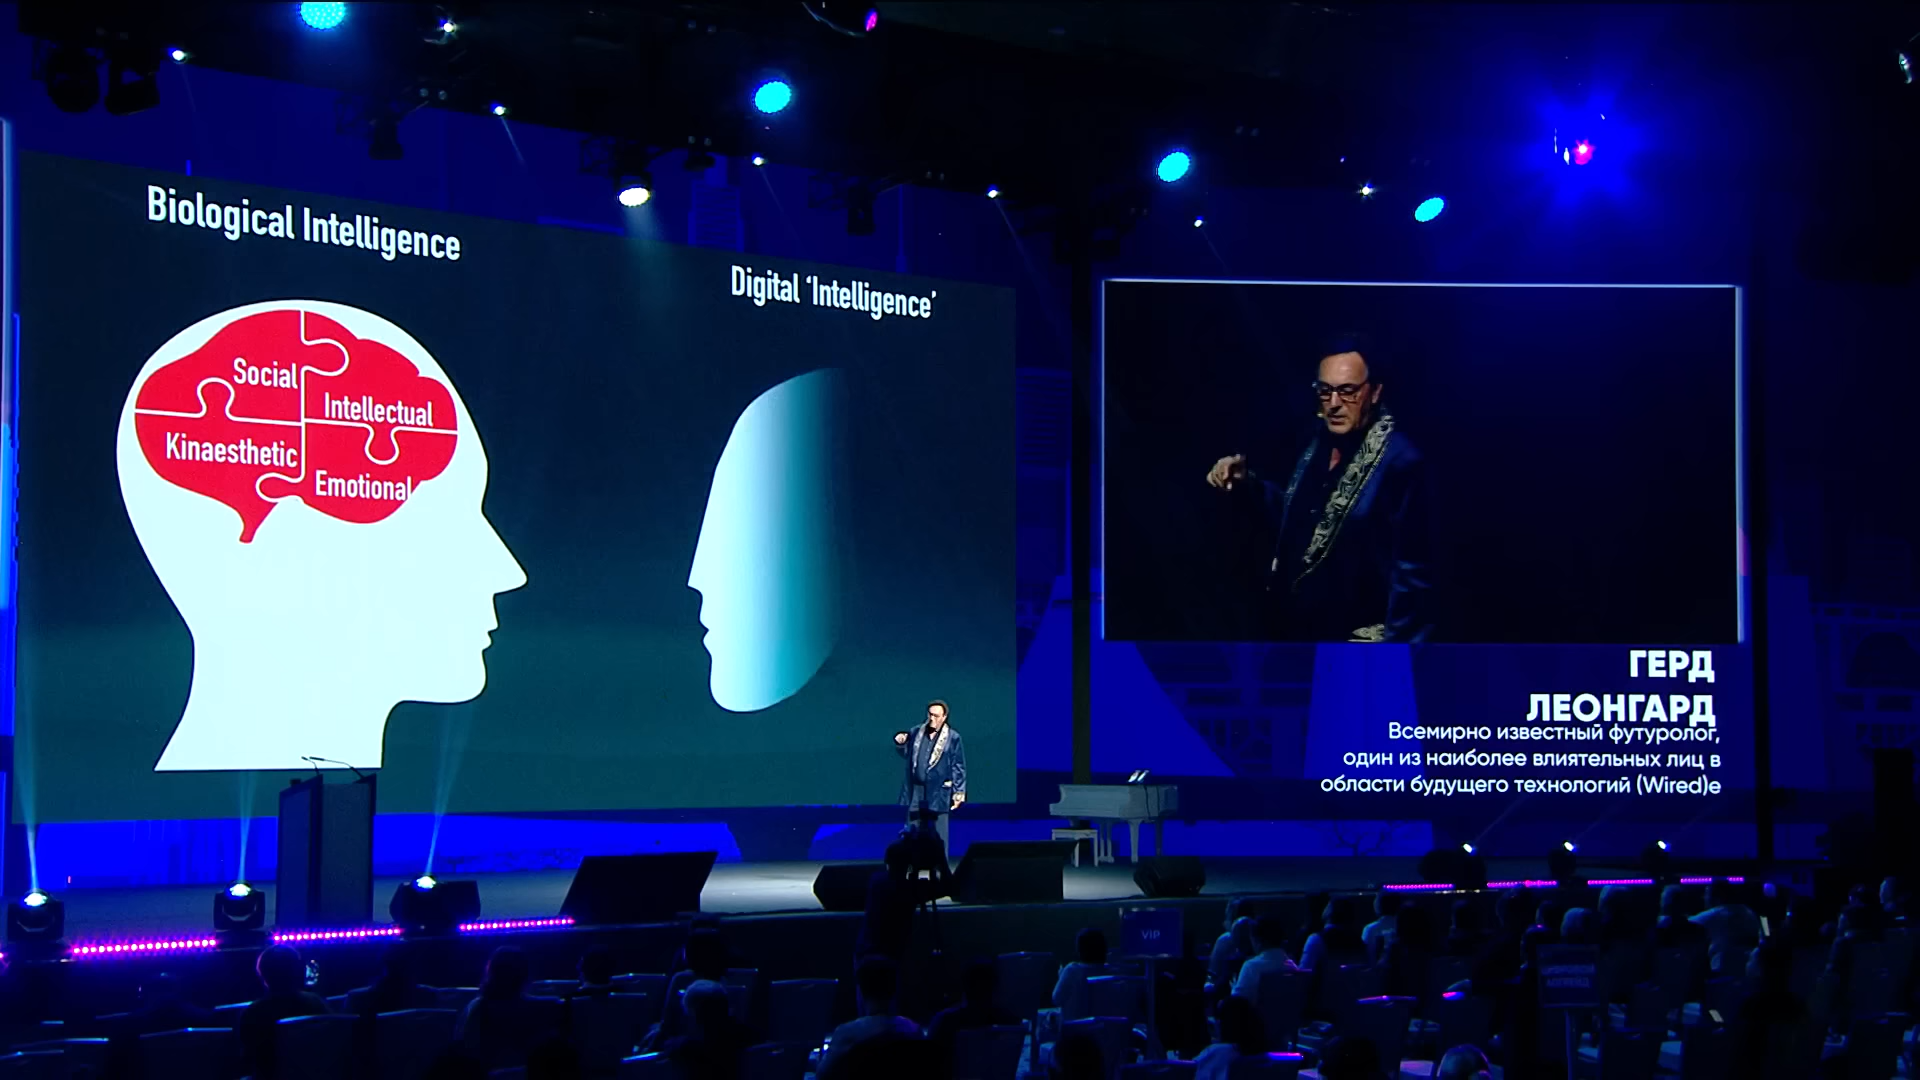 Biological Intelligence
Digital ‘Intelligence’
Social
Intellectual
Kinaesthetic
Emotional
ГЕРД
ЛЕОНГАРД
Всемирно известный футуролог,
один из наиболее влиятельных лиц в
области будущего технологий (Wired)е
VIP